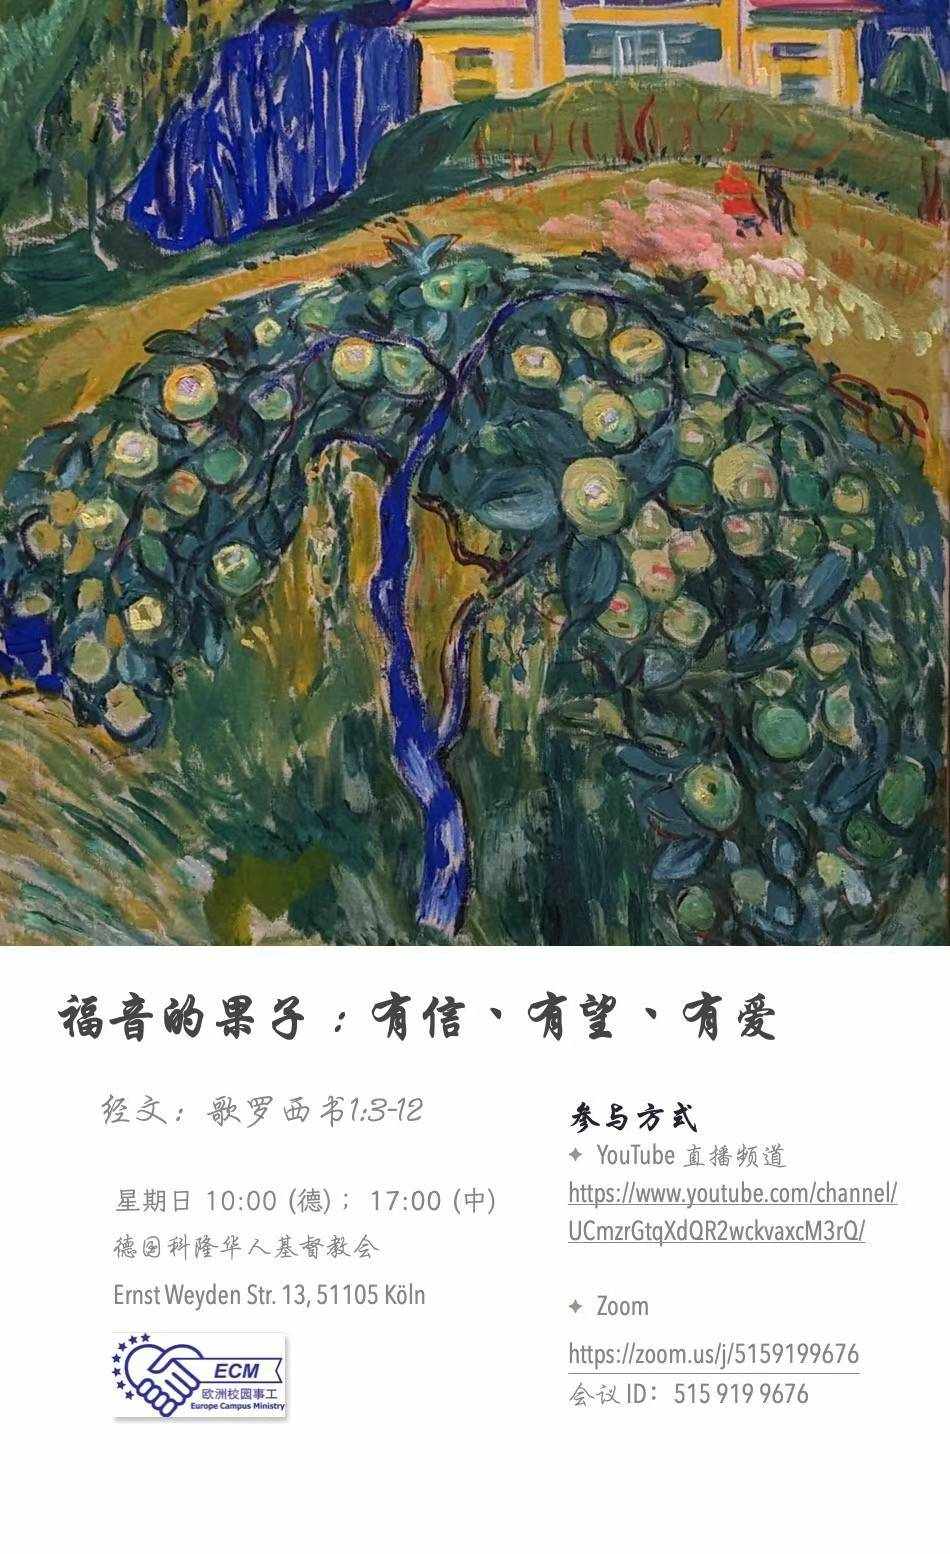 福音的果子：有信、有望、有爱
经文：歌罗西书1:3-12
星期日 10:00 (德)； 17:00 (中)
德国科隆华人基督教会
Ernst Weyden Str. 13, 51105 Köln
ECM
欧洲校园事工
Europe Campus Ministry
参与方式
✦ YouTube 直播频道
https://www.youtube.com/channel/
UCmzrGtqXdQR2wckvaxcM3rQ/
✦ Zoom
https://zoom.us/j/5159199676
会议 ID：515 919 9676